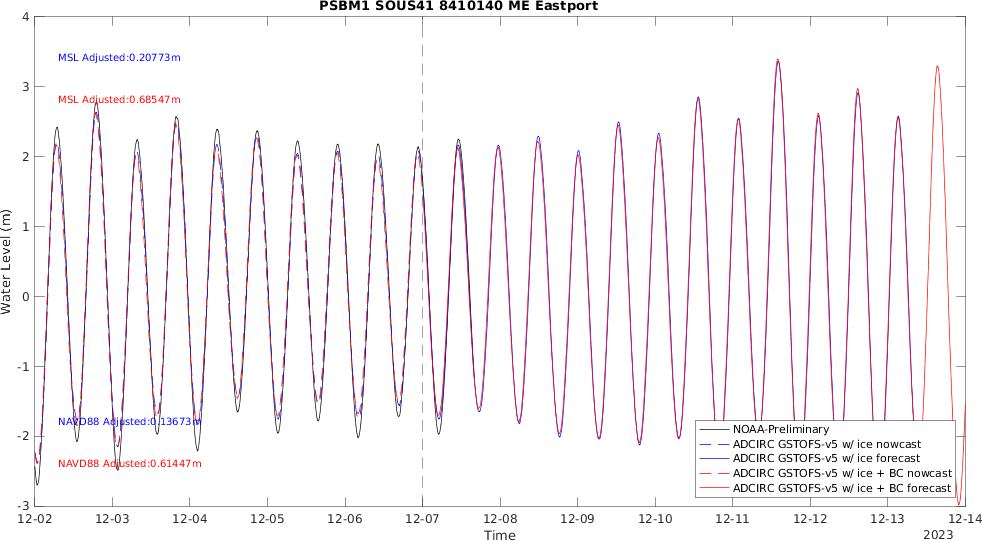 PSBM1 SOUS41 8410140 ME Eastport
4
3
2
1
0
-1
-2
-3
Water Level (m)
MSL Adjusted:0.20773m
MSL Adjusted:0.68547m
NAVD88 Adjusted:0.13673m
NAVD88 Adjusted:0.61447m
NOAA-Preliminary
ADCIRC GSTOFS-v5 w/ ice nowcast
ADCIRC GSTOFS-v5 w/ ice forecast
ADCIRC GSTOFS-v5 w/ ice + BC nowcast
ADCIRC GSTOFS-v5 w/ ice + BC forecast
12-02 12-03 12-04 12-05 12-06 12-07 12-08 12-09 12-10 12-11 12-12 12-13 12-14
Time
2023